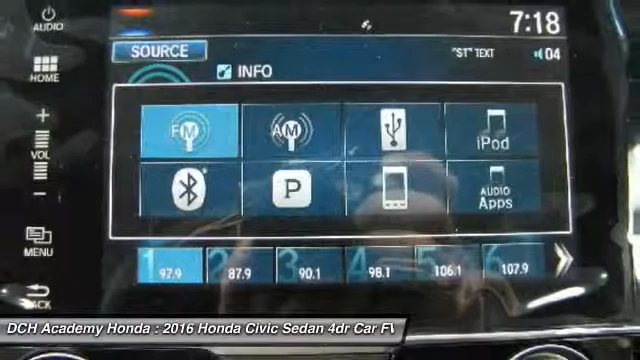 AUDIO
7:18
SOURCE
"ST" TEXT
04
HOME
INFO
FM
AM
iPod
VOL
P
AUDIO
Apps
MENU
1 97.9
2 87.9
3 90.1
4 98.1
5 106.1
6 107.9
BACK
DCH Academy Honda : 2016 Honda Civic Sedan 4dr Car F